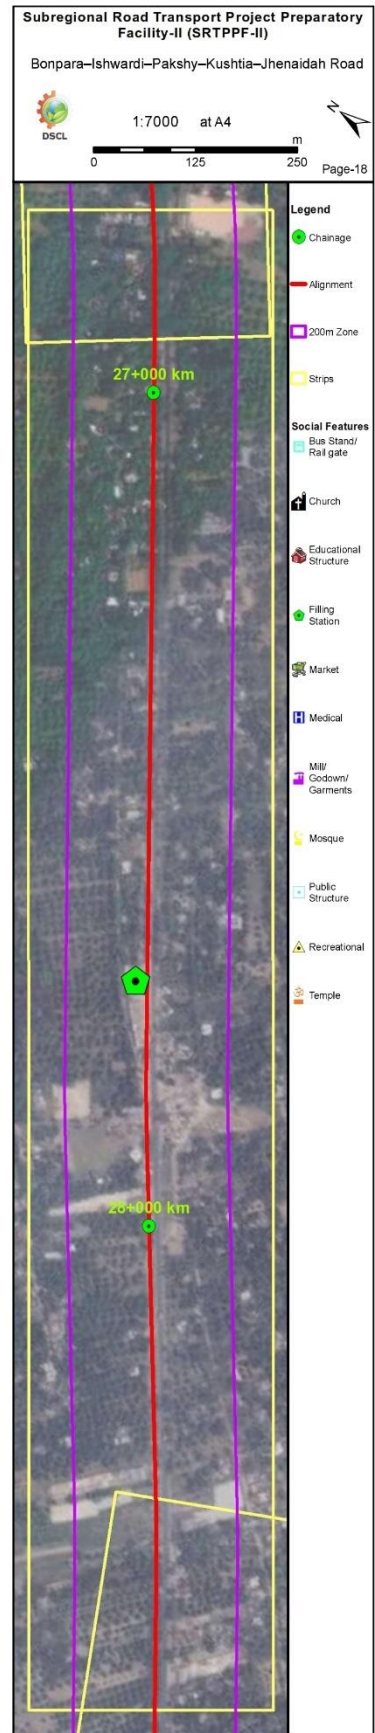 Subregional Road Transport Project Preparatory
Facility-II (SRTPPF-II)
Bonpara–Ishwardi–Pakshy–Kushtia–Jhenaidah Road
DSCL
1:7000 at A4
N
m
0 125 250
Page-18
Legend
Chainage
Alignment
200m Zone
Strips
Social Features
Bus Stand/
Rail gate
Church
Educational
Structure
Filling
Station
Market
H Medical
Mill/
Godown/
Garments
Mosque
Public
Structure
Recreational
Temple
27+000 km
28+000 km